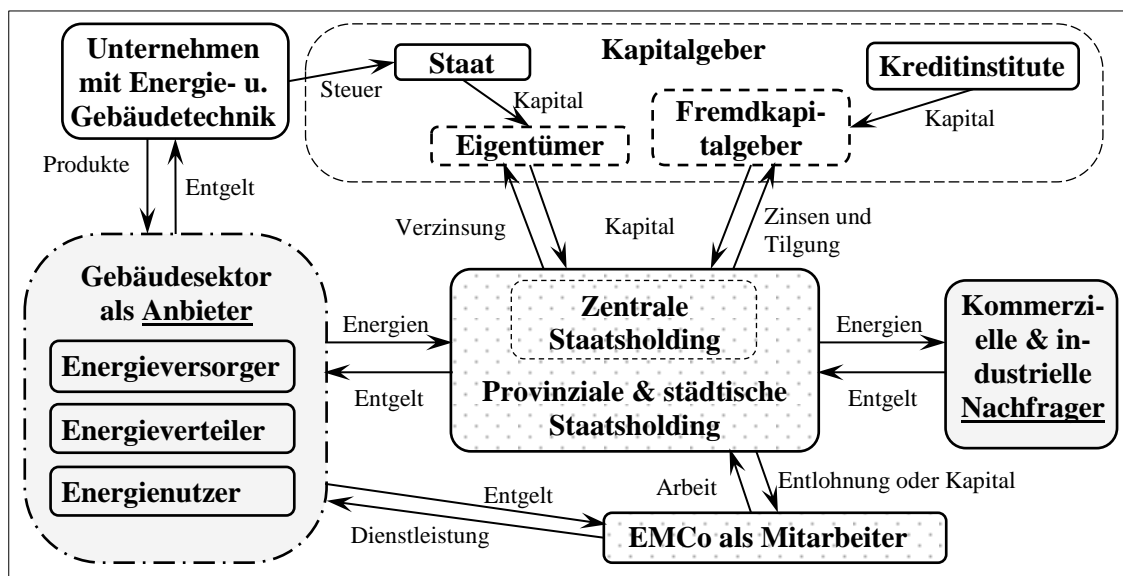 Unternehmen
mit Energie- u.
Gebäudetechnik
Steuer
Staat
Kapitalgeber
Kreditinstitute
Kapital
Kapital
Eigentümer
Fremdkapi-
talgeber
Produkte
Entgelt
Verzinsung
Kapital
Zinsen und
Tilgung
Gebäudesektor
als Anbieter
Energieversorger
Energieverteiler
Energienutzer
Energien
Entgelt
Zentrale
Staatsholding
Provinziale & städtische
Staatsholding
Energien
Entgelt
Kommerzi-
elle & in-
dustrielle
Nachfrager
Entgelt
Dienstleistung
Arbeit
Entlohnung oder Kapital
EMCo als Mitarbeiter